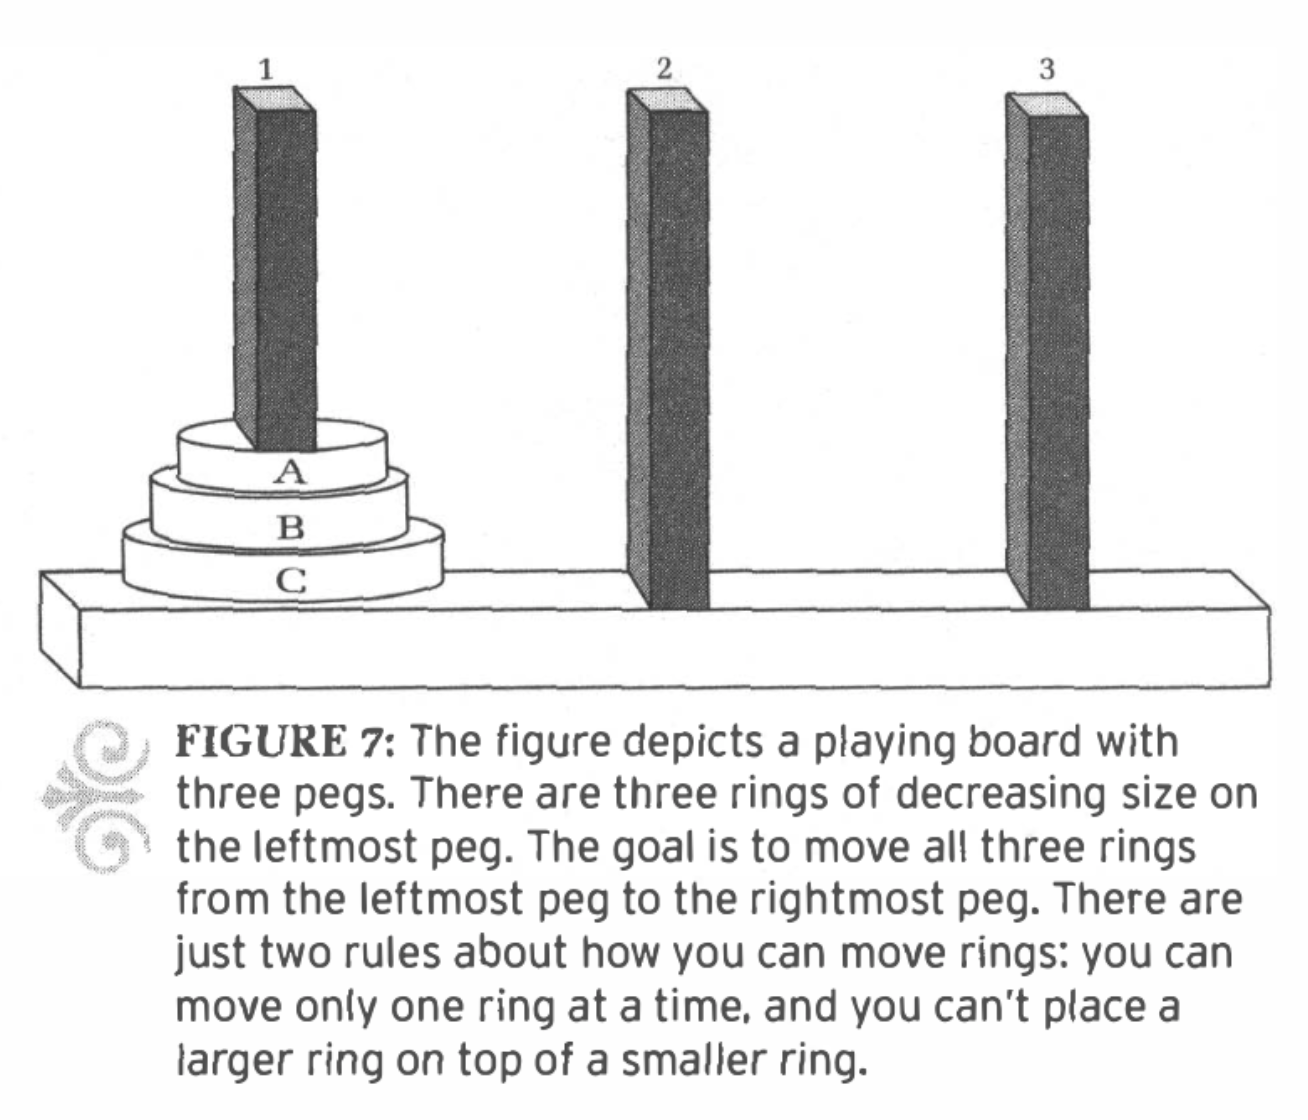 1 2 3
A
B
C
FIGURE 7: The figure depicts a playing board with
three pegs. There are three rings of decreasing size on
the leftmost peg. The goal is to move all three rings
from the leftmost peg to the rightmost peg. There are
just two rules about how you can move rings: you can
move only one ring at a time, and you can't place a
larger ring on top of a smaller ring.